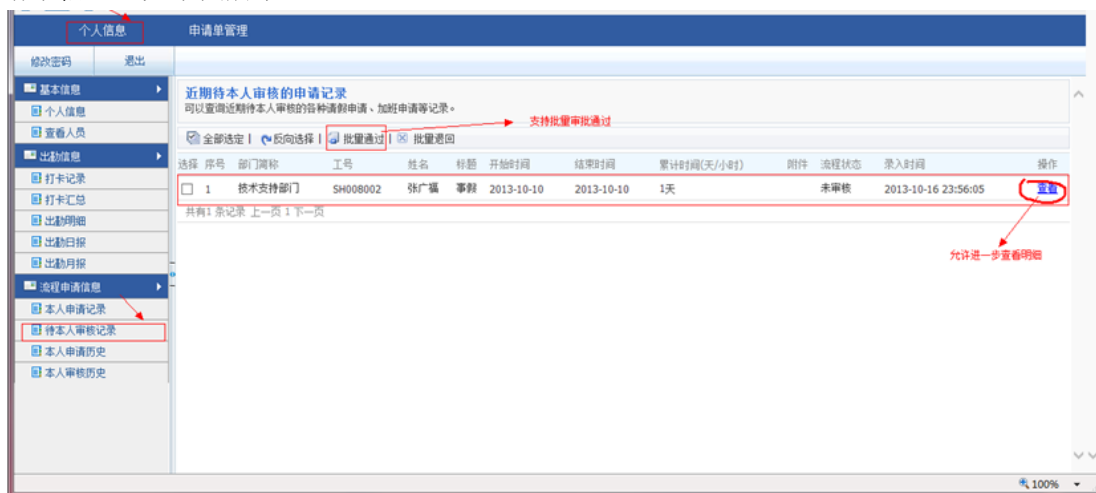 个人信息 申请单管理
修改密码 退出
基本信息
个人信息
查看人员
出勤信息
打卡记录
打卡汇总
出勤明细
出勤日报
出勤月报
流程申请信息
本人申请记录
待本人审核记录
本人申请历史
本人审核历史
近期待本人审核的申请记录
可以查询近期待本人审核的各种请假申请、加班申请等记录。
支持批量审批通过
全部选定 | 反向选择 | 批量通过 | 批量退回
选择 序号 部门简称 工号 姓名 标题 开始时间 结束时间 累计时间(天/小时) 附件 流程状态 录入时间 操作
1 技术支持部门 SH008002 张广福 事假 2013-10-10 2013-10-10 1天 未审核 2013-10-16 23:56:05 查看
共有1 条记录 上一页 1 下一页
允许进一步查看明细
100%